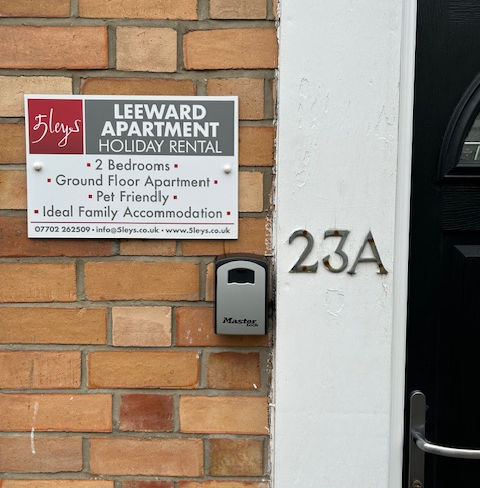 5leys
LEEWARD
APARTMENT
HOLIDAY RENTAL
• 2 Bedrooms •
• Ground Floor Apartment •
• Pet Friendly •
• Ideal Family Accommodation •
07702 262509 • info@5leys.co.uk • www.5leys.co.uk
23A
Master
Lock